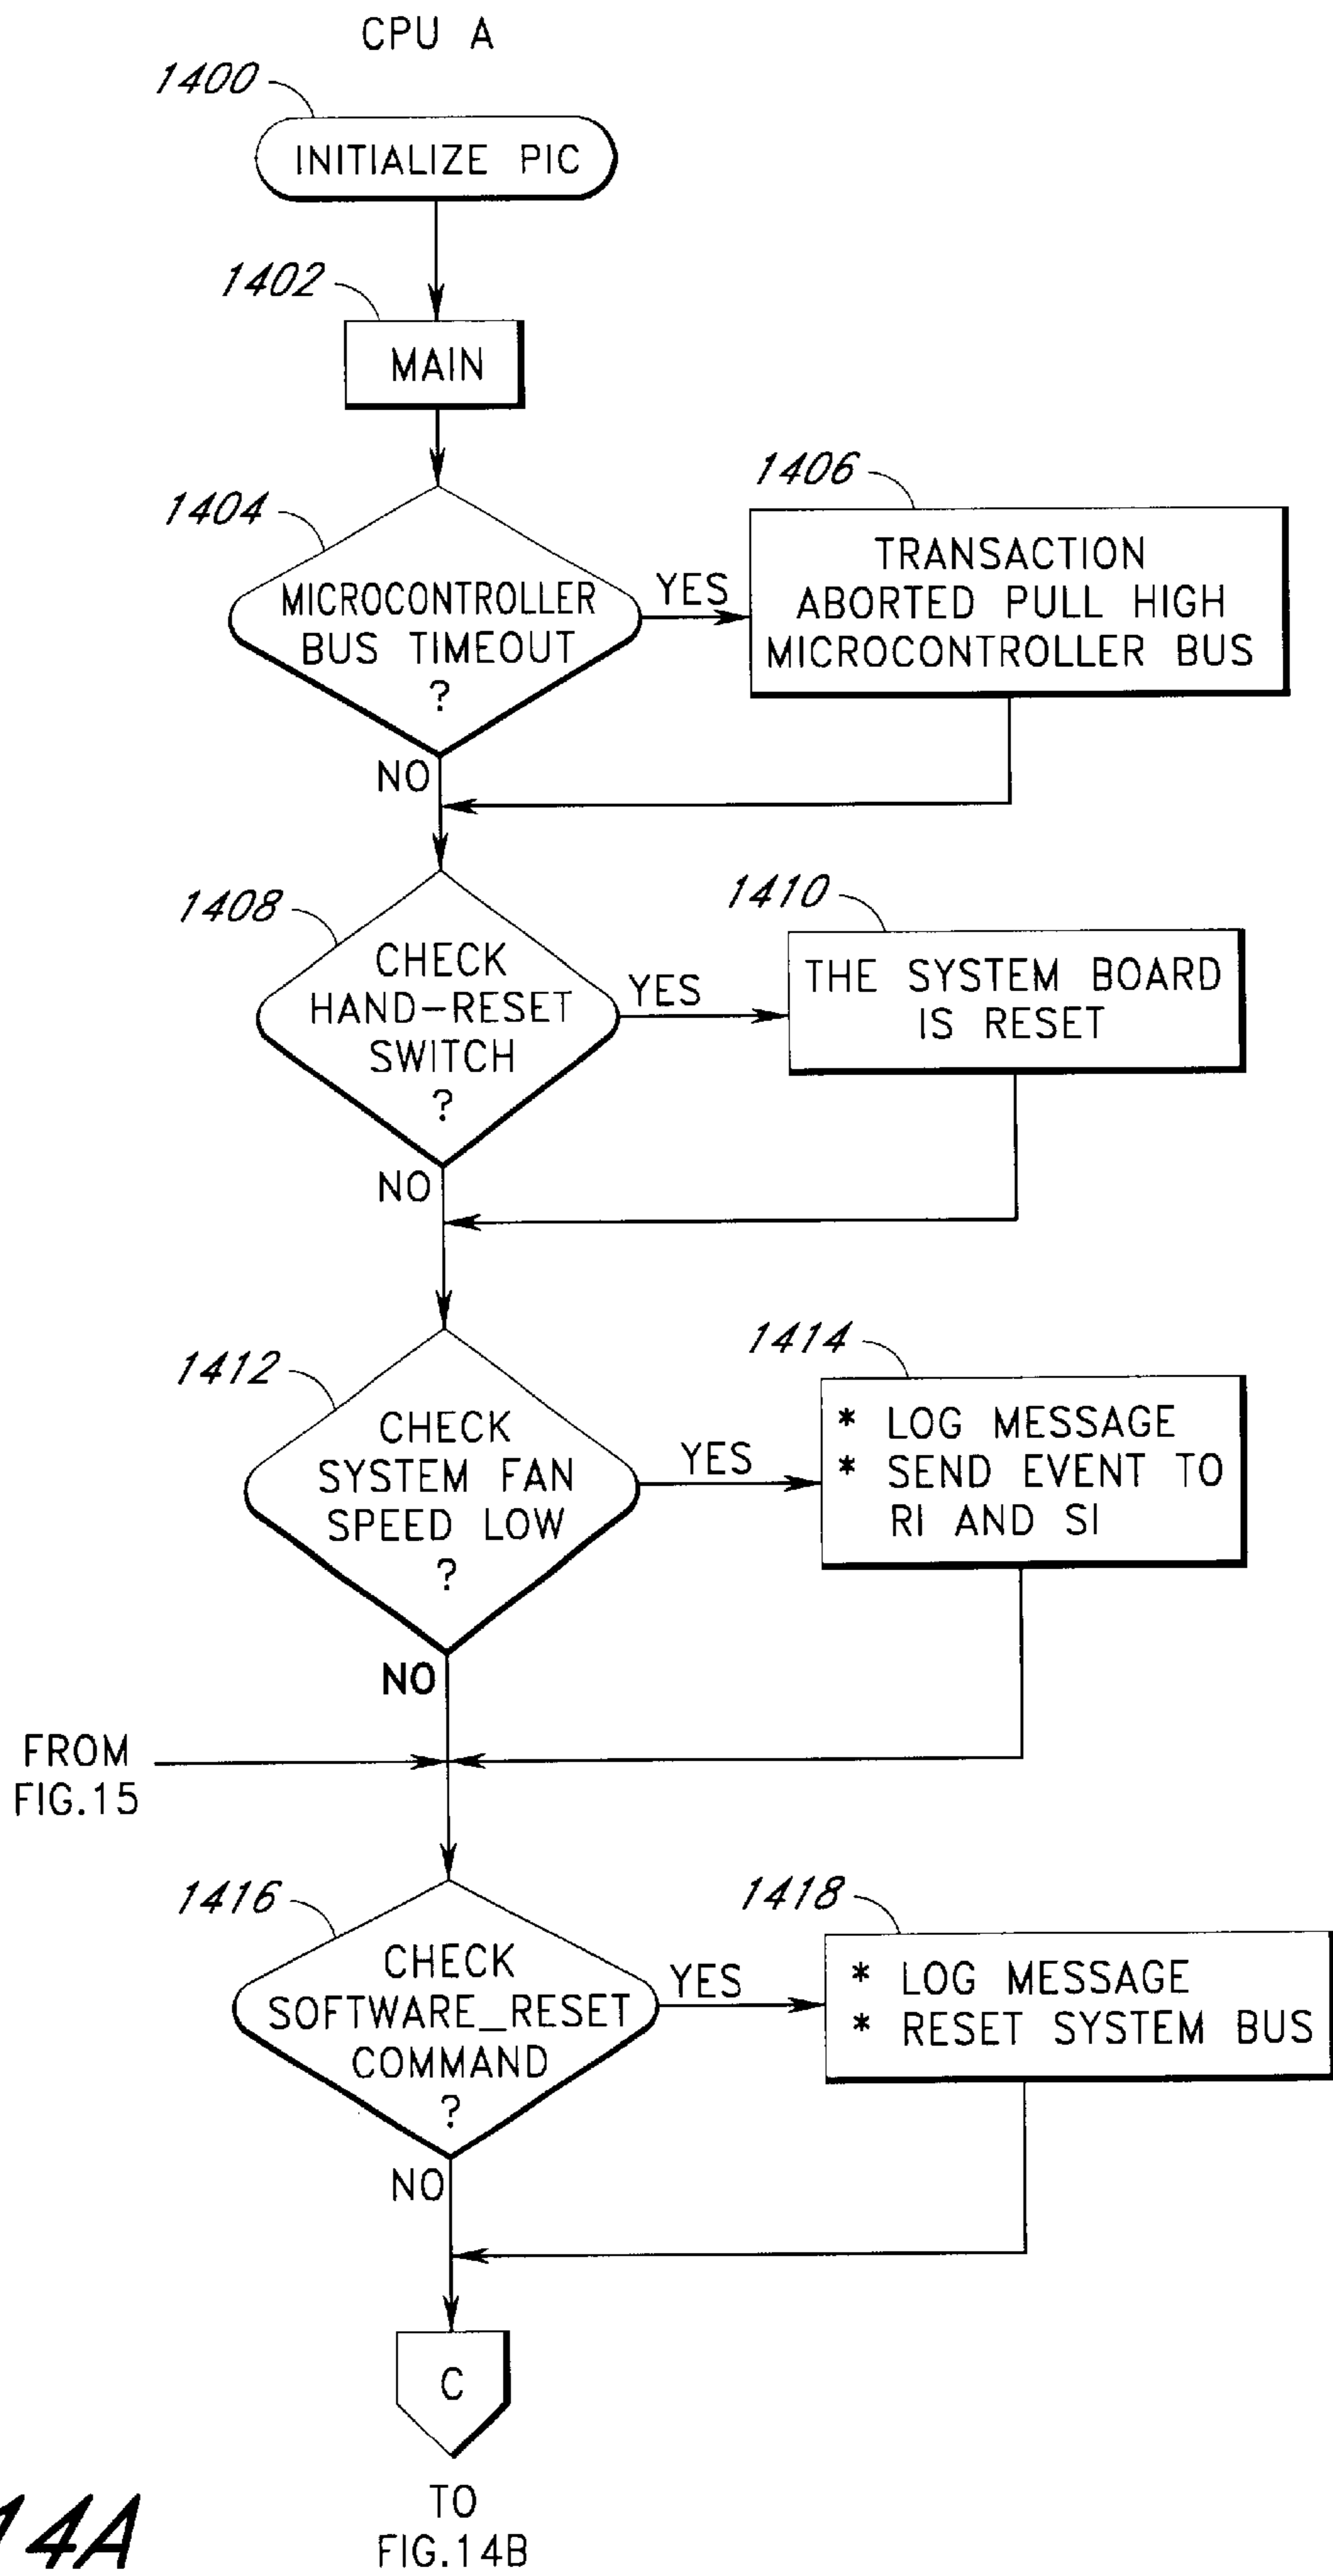 CPU A
1400
INITIALIZE PIC
1402
MAIN
1404
MICROCONTROLLER
BUS TIMEOUT
?
YES
1406
TRANSACTION
ABORTED PULL HIGH
MICROCONTROLLER BUS
NO
1408
CHECK
HAND-RESET
SWITCH
?
YES
1410
THE SYSTEM BOARD
IS RESET
NO
1412
CHECK
SYSTEM FAN
SPEED LOW
?
YES
1414
* LOG MESSAGE
* SEND EVENT TO
RI AND SI
NO
FROM
FIG.15
1416
CHECK
SOFTWARE_RESET
COMMAND
?
YES
1418
* LOG MESSAGE
* RESET SYSTEM BUS
NO
C
TO
FIG.14B
14A